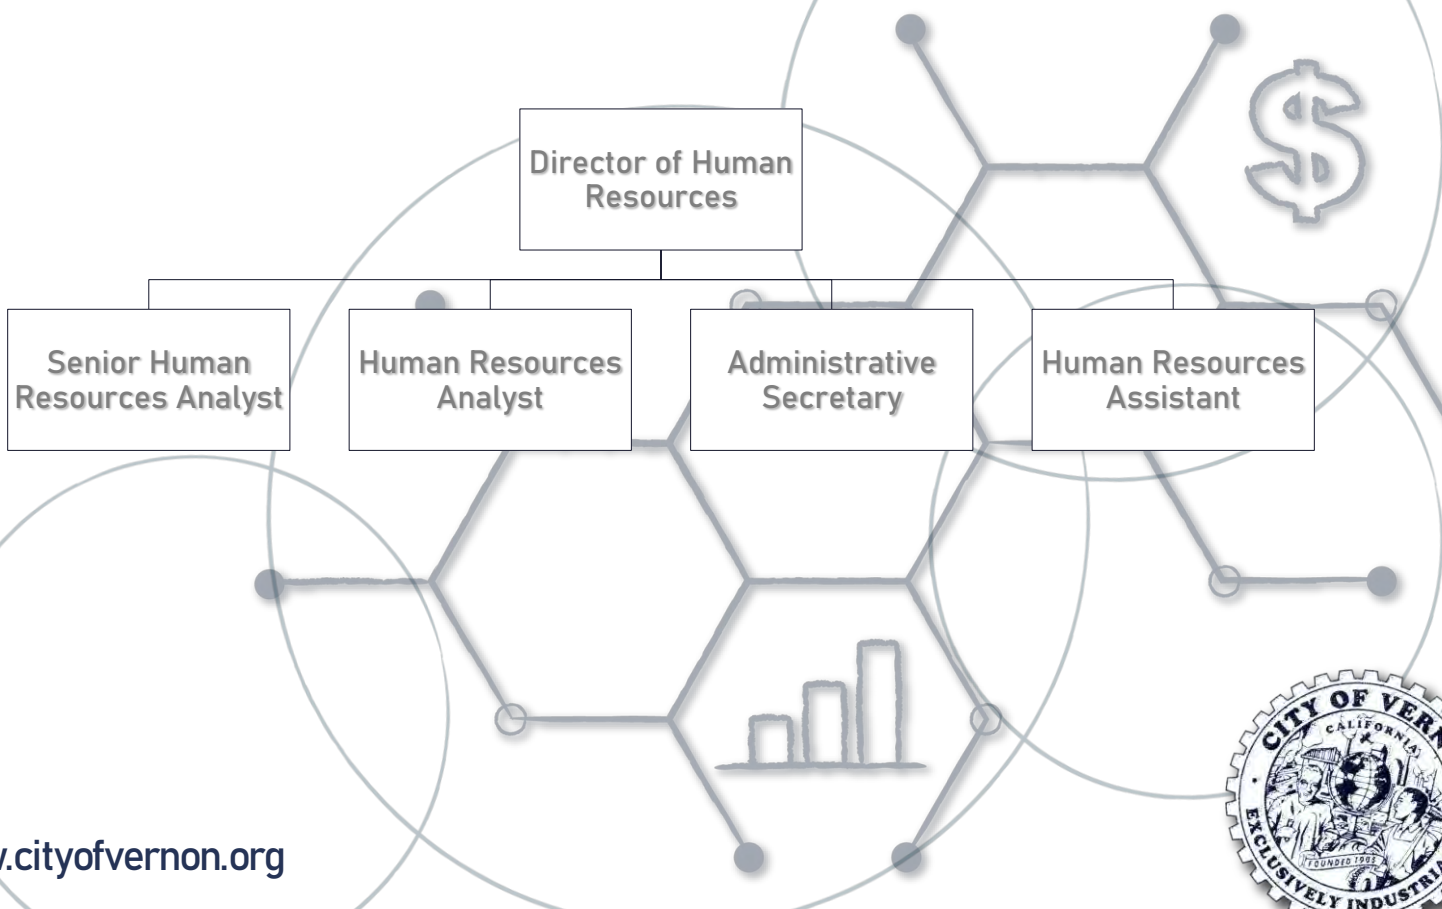 Director of Human
Resources
Senior Human
Resources Analyst
Human Resources
Analyst
Administrative
Secretary
Human Resources
Assistant
.cityofvernon.org
CITY OF VERN
CALIFORNIA
FOUNDED 1905
EXCLUSIVELY INDUSTRI